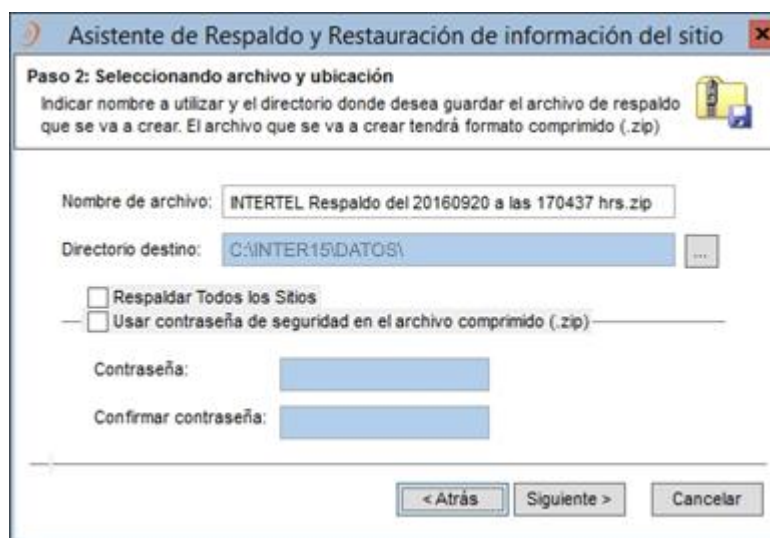 Asistente de Respaldo y Restauración de información del sitio
Paso 2: Seleccionando archivo y ubicación
Indicar nombre a utilizar y el directorio donde desea guardar el archivo de respaldo
que se va a crear. El archivo que se va a crear tendrá formato comprimido (.zip)
Nombre de archivo: INTERTEL Respaldo del 20160920 a las 170437 hrs.zip
Directorio destino: C:\INTER15\DATOS\ ...
Respaldar Todos los Sitios
Usar contraseña de seguridad en el archivo comprimido (.zip)
Contraseña:
Confirmar contraseña:
< Atrás Siguiente > Cancelar